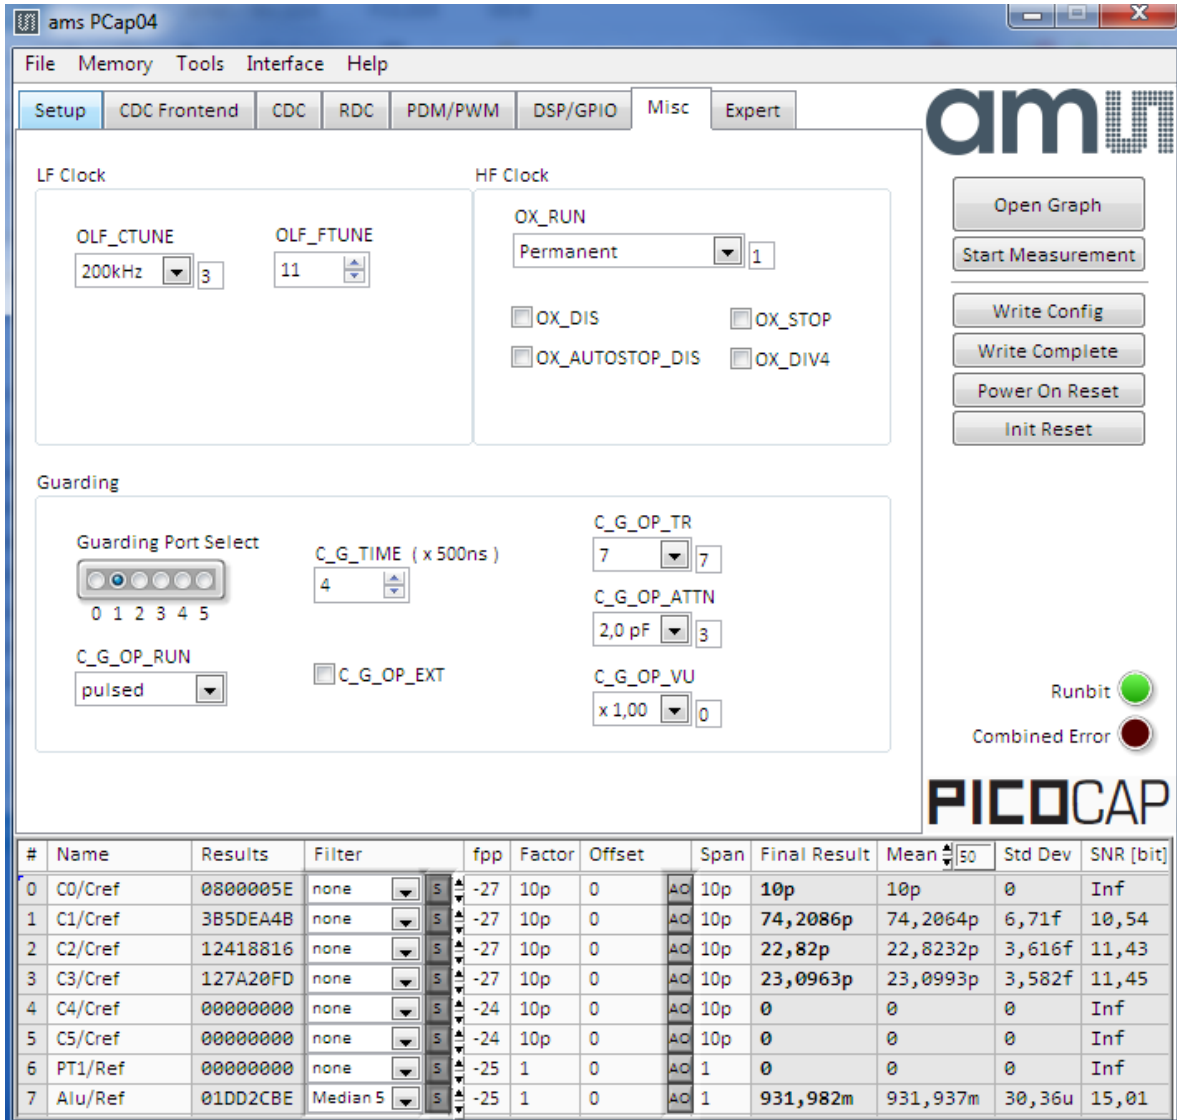 ams PCap04
File Memory Tools Interface Help
Setup CDC Frontend CDC RDC PDM/PWM DSP/GPIO Misc Expert
amu
LF Clock
OLF_CTUNE OLF_FTUNE
200kHz 3 11
HF Clock
OX_RUN
Permanent 1
OX_DIS OX_STOP
OX_AUTOSTOP_DIS OX_DIV4
Open Graph
Start Measurement
Write Config
Write Complete
Power On Reset
Init Reset
Guarding
Guarding Port Select
0 1 2 3 4 5
C_G_OP_RUN
pulsed
C_G_TIME ( x 500ns )
4
C_G_OP_EXT
C_G_OP_TR
7 7
C_G_OP_ATTN
2,0 pF 3
C_G_OP_VU
x 1,00 0
Runbit
Combined Error
PICOCAP
# Name Results Filter fpp Factor Offset Span Final Result Mean 50 Std Dev SNR [bit]
0 C0/Cref 0800005E none S -27 10p 0 AO 10p 10p 10p 0 Inf
1 C1/Cref 3B5DEA4B none S -27 10p 0 AO 10p 74,2086p 74,2064p 6,71f 10,54
2 C2/Cref 12418816 none S -27 10p 0 AO 10p 22,82p 22,8232p 3,616f 11,43
3 C3/Cref 127A20FD none S -27 10p 0 AO 10p 23,0963p 23,0993p 3,582f 11,45
4 C4/Cref 00000000 none S -24 10p 0 AO 10p 0 0 0 Inf
5 C5/Cref 00000000 none S -24 10p 0 AO 10p 0 0 0 Inf
6 PT1/Ref 00000000 none S -25 1 0 AO 1 0 0 0 Inf
7 Alu/Ref 01DD2CBE Median 5 S -25 1 0 AO 1 931,982m 931,937m 30,36u 15,01